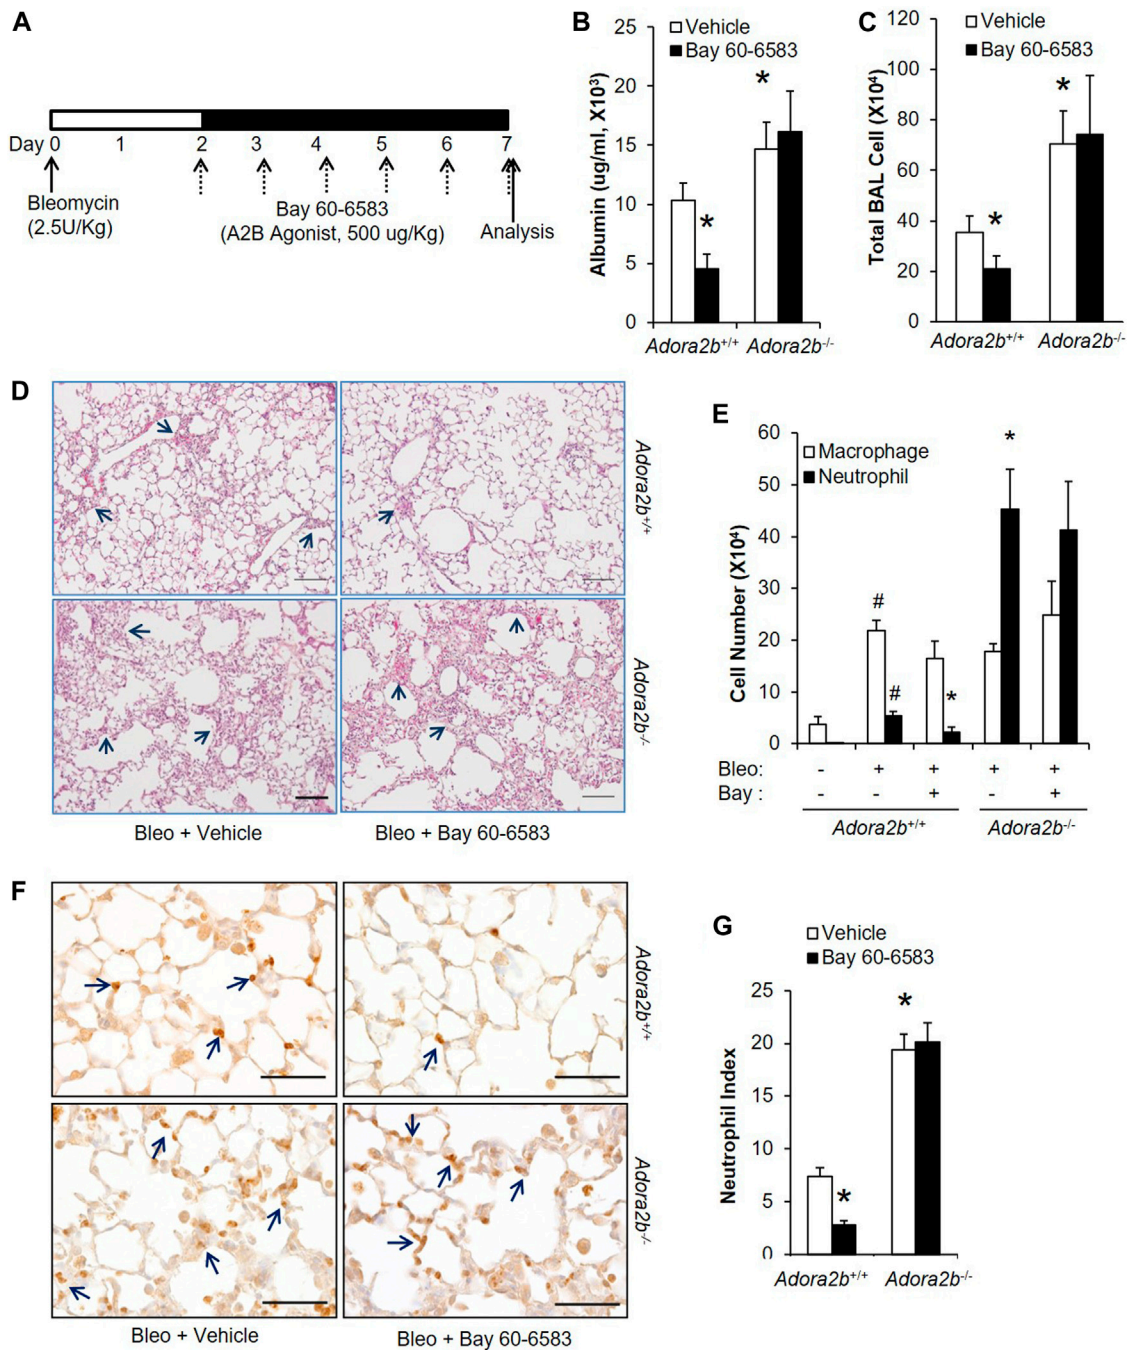 A
Day 0 1 2 3 4 5 6 7
Bleomycin
(2.5U/Kg)
Bay 60-6583
(A2B Agonist, 500 ug/Kg)
Analysis
B
Vehicle
Bay 60-6583
Albumin (ug/ml, X10³)
25
20
15
10
5
0
*
*
Adora2b+/+ Adora2b-/-
C
Vehicle
Bay 60-6583
Total BAL Cell (X10⁴)
120
100
80
60
40
20
0
*
*
Adora2b+/+ Adora2b-/-
D
Adora2b+/+
Adora2b-/-
Bleo + Vehicle
Bleo + Bay 60-6583
E
Macrophage
Neutrophil
Cell Number (X10⁴)
60
50
40
30
20
10
0
#
#
*
*
Bleo: - + + + +
Bay : - - + - +
Adora2b+/+ Adora2b-/-
F
Adora2b+/+
Adora2b-/-
Bleo + Vehicle
Bleo + Bay 60-6583
G
Vehicle
Bay 60-6583
Neutrophil Index
25
20
15
10
5
0
*
*
Adora2b+/+ Adora2b-/-